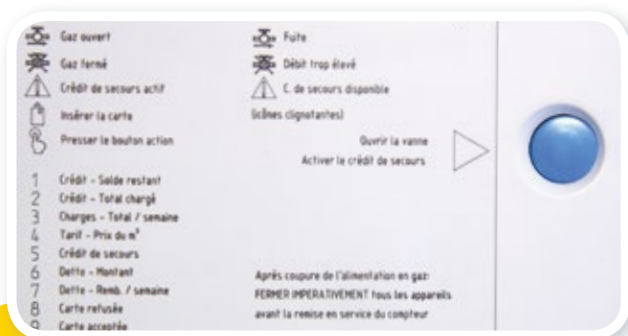 Gaz ouvert
Gaz fermé
Crédit de secours actif
Insérer la carte
Presser le bouton action
Fuite
Débit trop élevé
C. de secours disponible
(icônes clignotantes)
Ouvrir la vanne
Activer le crédit de secours
1 Crédit - Solde restant
2 Crédit - Total chargé
3 Charges - Total / semaine
4 Tarif - Prix du m³
5 Crédit de secours
6 Dette - Montant
7 Dette - Remb. / semaine
8 Carte refusée
9 Carte acceptée
Après coupure de l'alimentation en gaz:
FERMER IMPERATIVEMENT tous les appareils
avant la remise en service du compteur